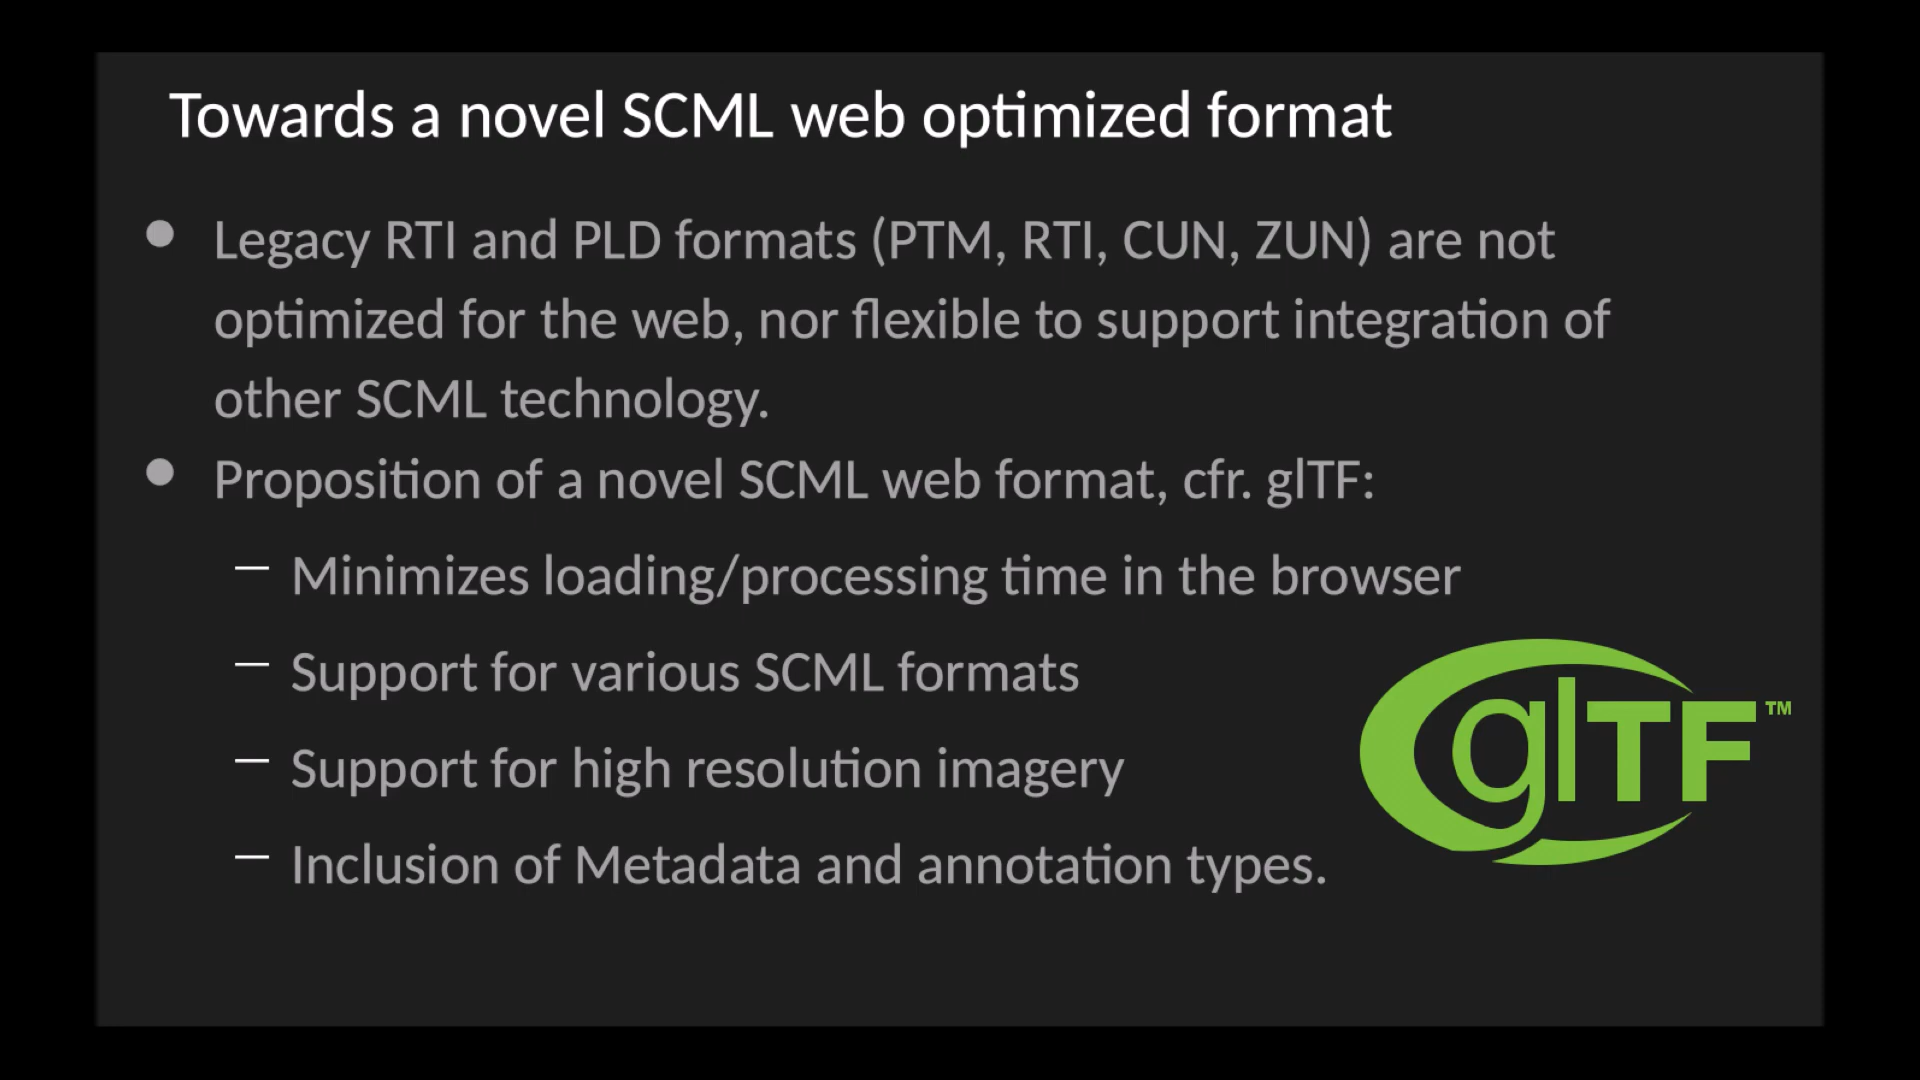 Towards a novel SCML web optimized format
Legacy RTI and PLD formats (PTM, RTI, CUN, ZUN) are not
optimized for the web, nor flexible to support integration of
other SCML technology.
Proposition of a novel SCML web format, cfr. glTF:
Minimizes loading/processing time in the browser
Support for various SCML formats
Support for high resolution imagery
Inclusion of Metadata and annotation types.
glTF™